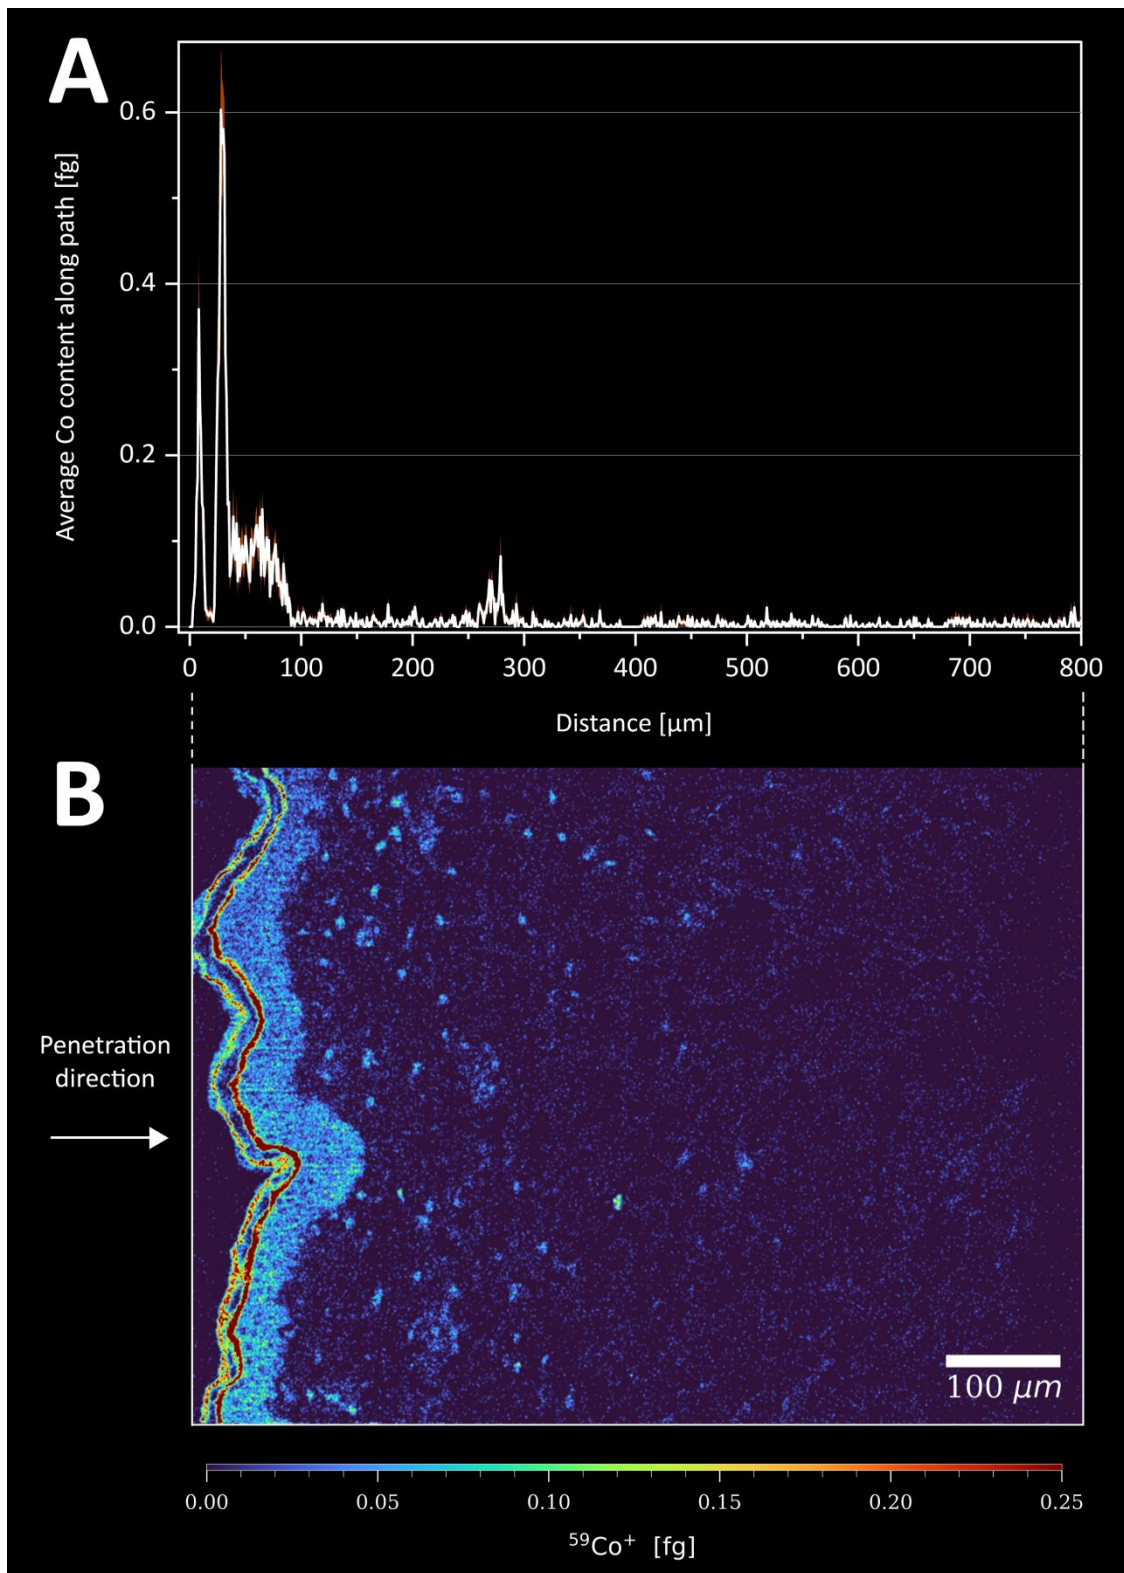 A
Average Co content along path [fg]
0.6
0.4
0.2
0.0
0 100 200 300 400 500 600 700 800
Distance [µm]
B
Penetration
direction
100 µm
0.00 0.05 0.10 0.15 0.20 0.25
⁵⁹Co⁺ [fg]